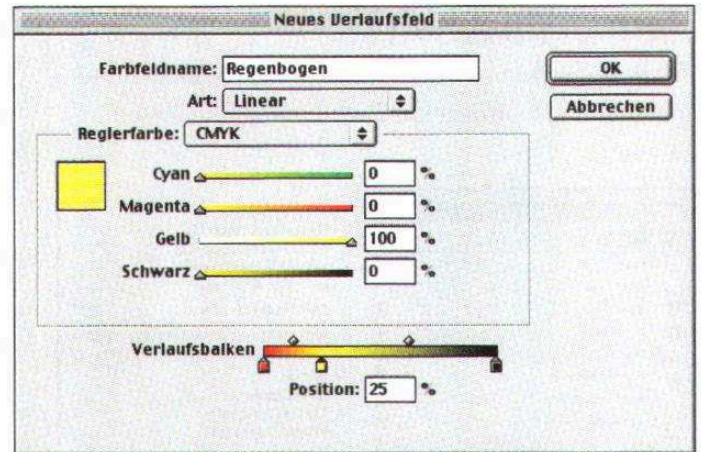 Neues Verlaufsfeld
Farbfeldname: Regenbogen
OK
Art: Linear
Abbrechen
Reglerfarbe: CMYK
Cyan 0 %
Magenta 0 %
Gelb 100 %
Schwarz 0 %
Verlaufsbalken
Position: 25 %